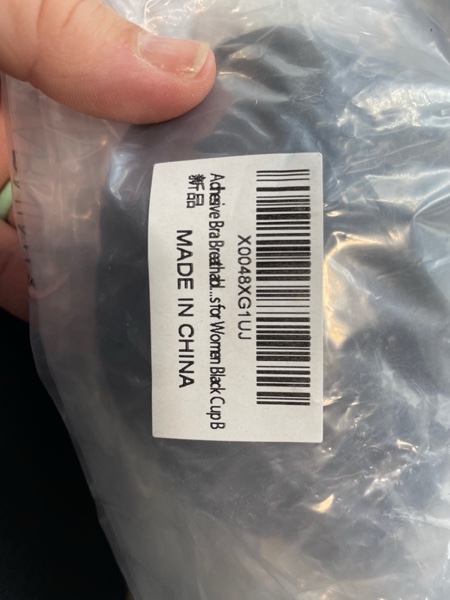 X0048XG1UJ
Adhesive Bra Breathabl...s for Women Black Cup B
新品
MADE IN CHINA